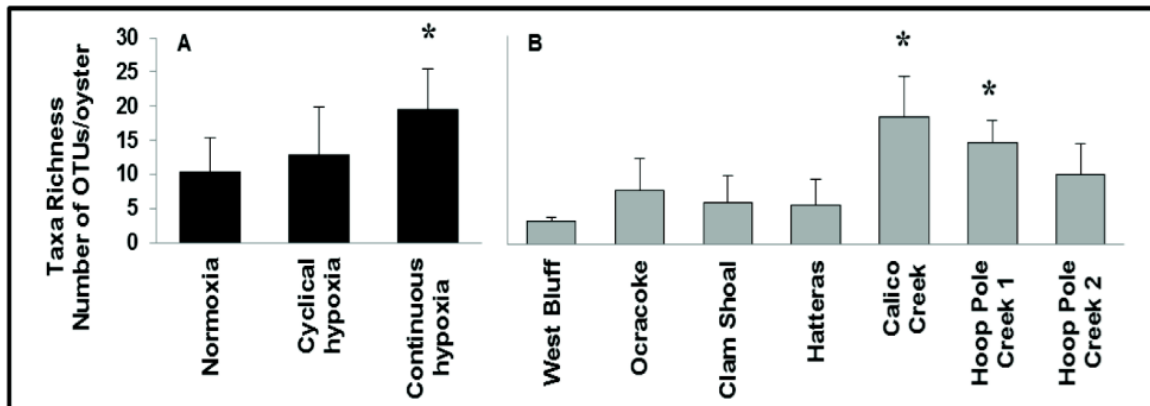 Taxa Richness
Number of OTUs/oyster
30
25
20
15
10
5
0
A
*
Normoxia
Cyclical
hypoxia
Continuous
hypoxia
B
*
*
West Bluff
Ocracoke
Clam Shoal
Hatteras
Calico
Creek
Hoop Pole
Creek 1
Hoop Pole
Creek 2